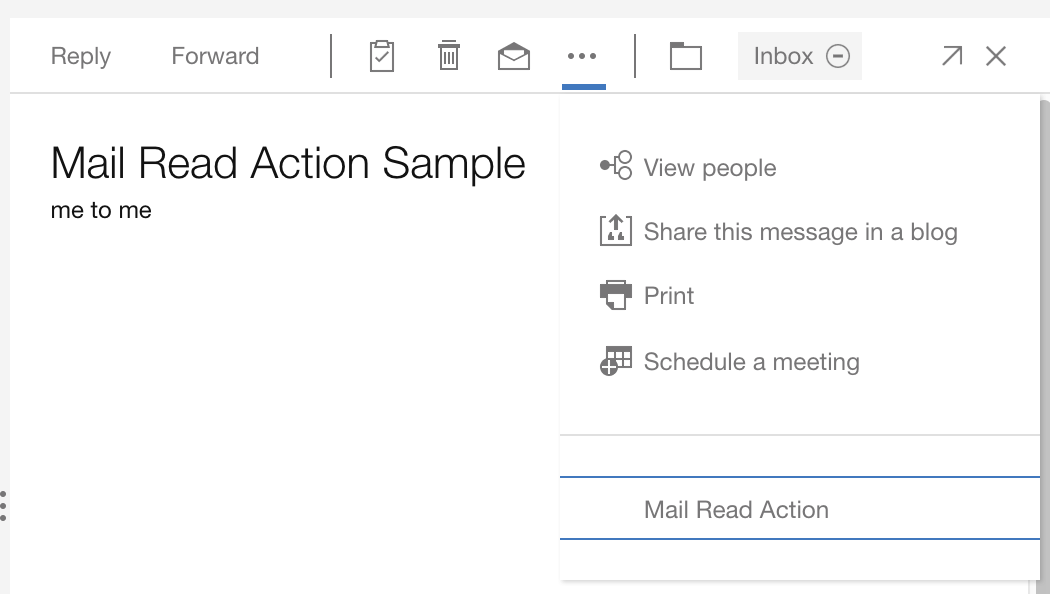 Reply Forward Inbox
Mail Read Action Sample
me to me
View people
Share this message in a blog
Print
Schedule a meeting
Mail Read Action